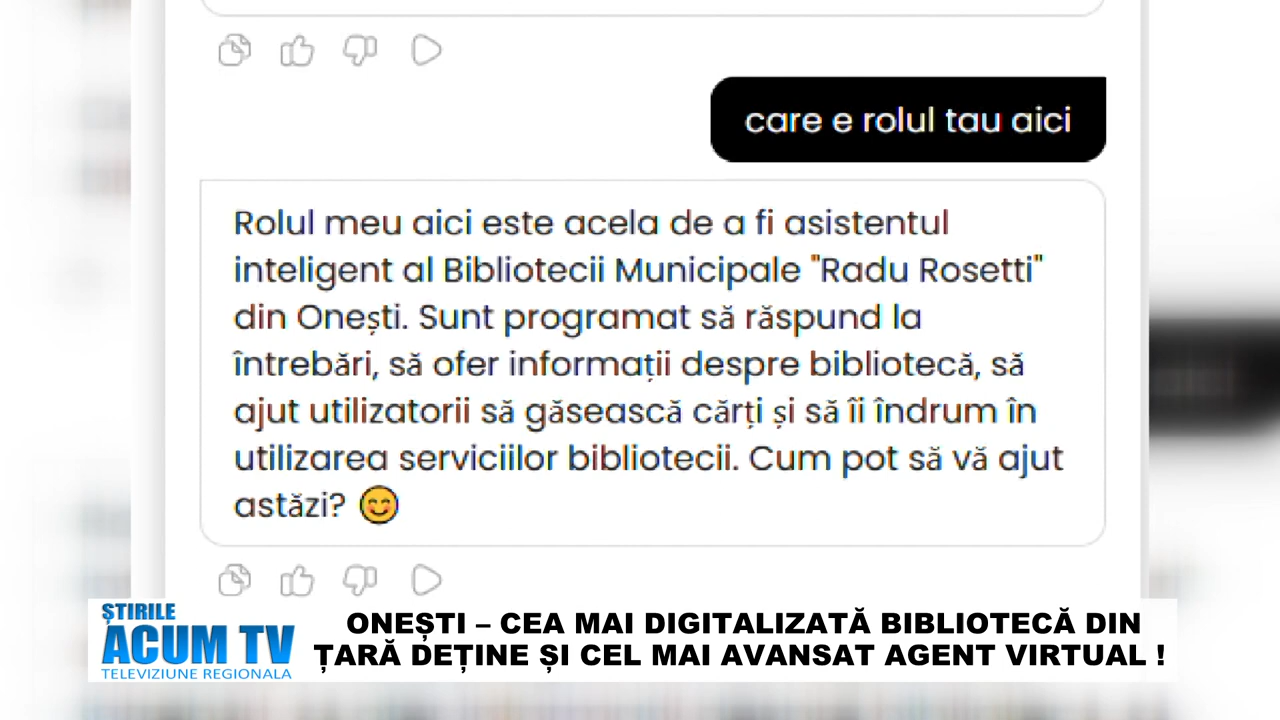 care e rolul tau aici
Rolul meu aici este acela de a fi asistentul
inteligent al Bibliotecii Municipale "Radu Rosetti"
din Onești. Sunt programat să răspund la
întrebări, să ofer informații despre bibliotecă, să
ajut utilizatorii să găsească cărți și să îi îndrum în
utilizarea serviciilor bibliotecii. Cum pot să vă ajut
astăzi? 😊
ȘTIRILE
ACUM TV
TELEVIZIUNE REGIONALA
ONEȘTI – CEA MAI DIGITALIZATĂ BIBLIOTECĂ DIN
ȚARĂ DEȚINE ȘI CEL MAI AVANSAT AGENT VIRTUAL !